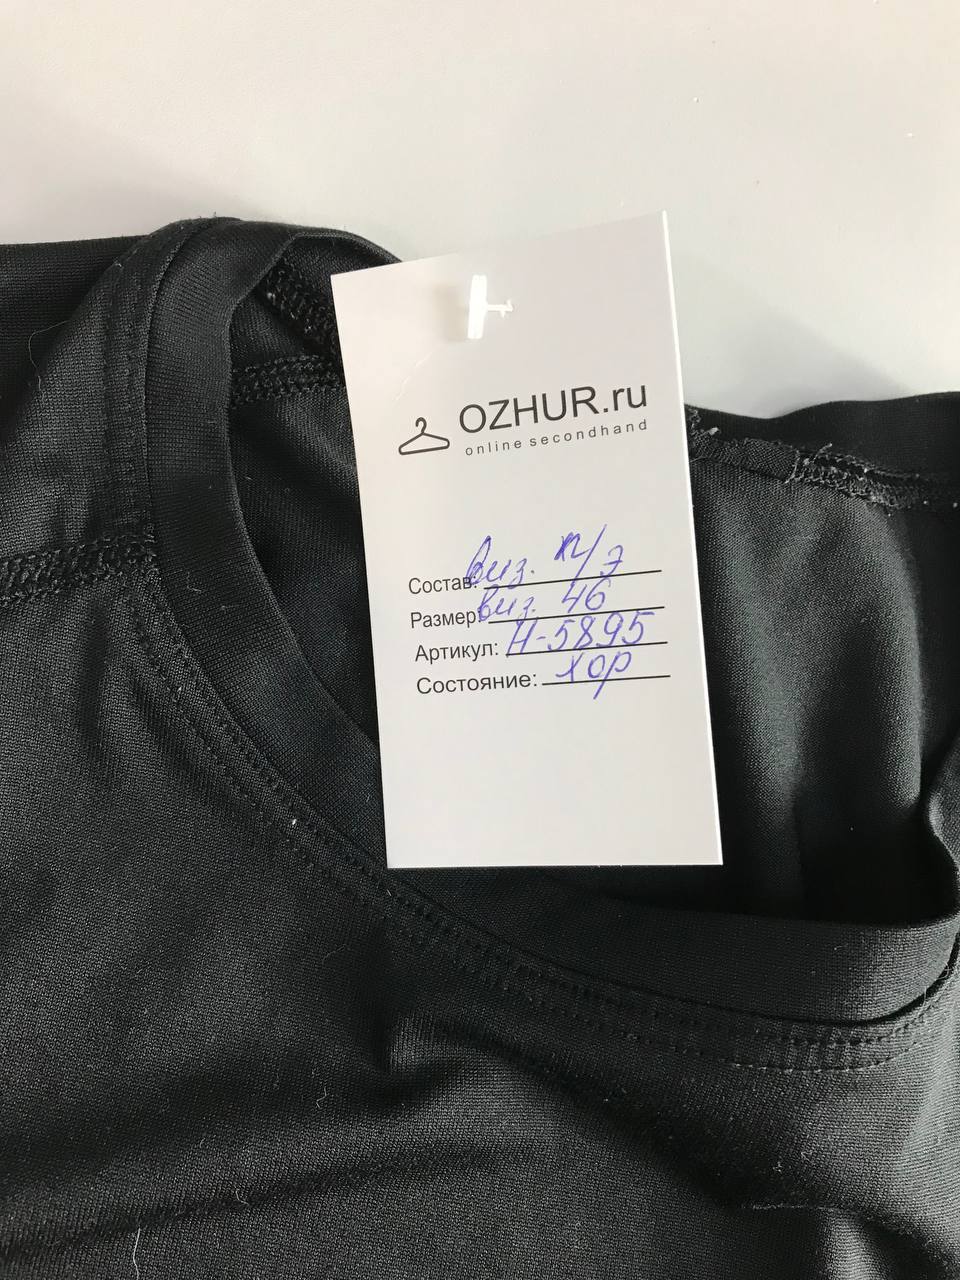 OZHUR.ru
online secondhand
Состав: виз. п/э
Размер: виз. 46
Артикул: Н-5895
Состояние: хор